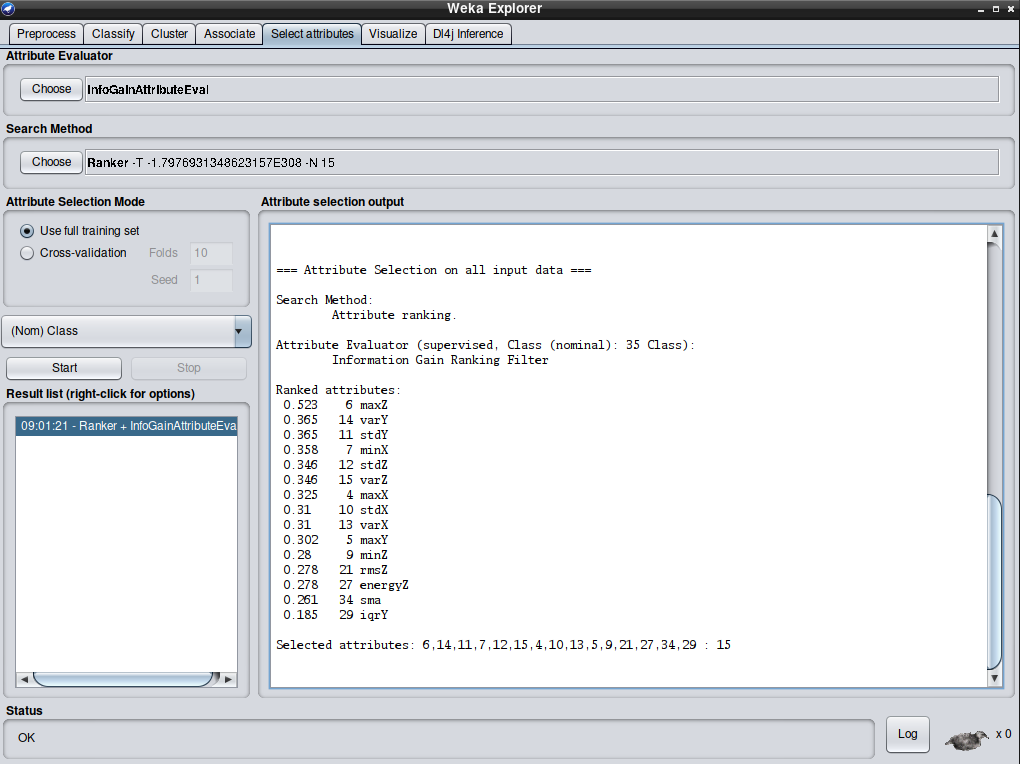 Weka Explorer
Preprocess Classify Cluster Associate Select attributes Visualize Dl4j Inference
Attribute Evaluator
Choose InfoGainAttributeEval
Search Method
Choose Ranker -T -1.7976931348623157E308 -N 15
Attribute Selection Mode
Use full training set
Cross-validation Folds 10
Seed 1
(Nom) Class
Start Stop
Result list (right-click for options)
09:01:21 - Ranker + InfoGainAttributeEva
Attribute selection output
=== Attribute Selection on all input data ===
Search Method:
Attribute ranking.
Attribute Evaluator (supervised, Class (nominal): 35 Class):
Information Gain Ranking Filter
Ranked attributes:
0.523 6 maxZ
0.365 14 varY
0.365 11 stdY
0.358 7 minX
0.346 12 stdZ
0.346 15 varZ
0.325 4 maxX
0.31 10 stdX
0.31 13 varX
0.302 5 maxY
0.28 9 minZ
0.278 21 rmsZ
0.278 27 energyZ
0.261 34 sma
0.185 29 iqrY
Selected attributes: 6,14,11,7,12,15,4,10,13,5,9,21,27,34,29 : 15
Status
OK
Log
x 0